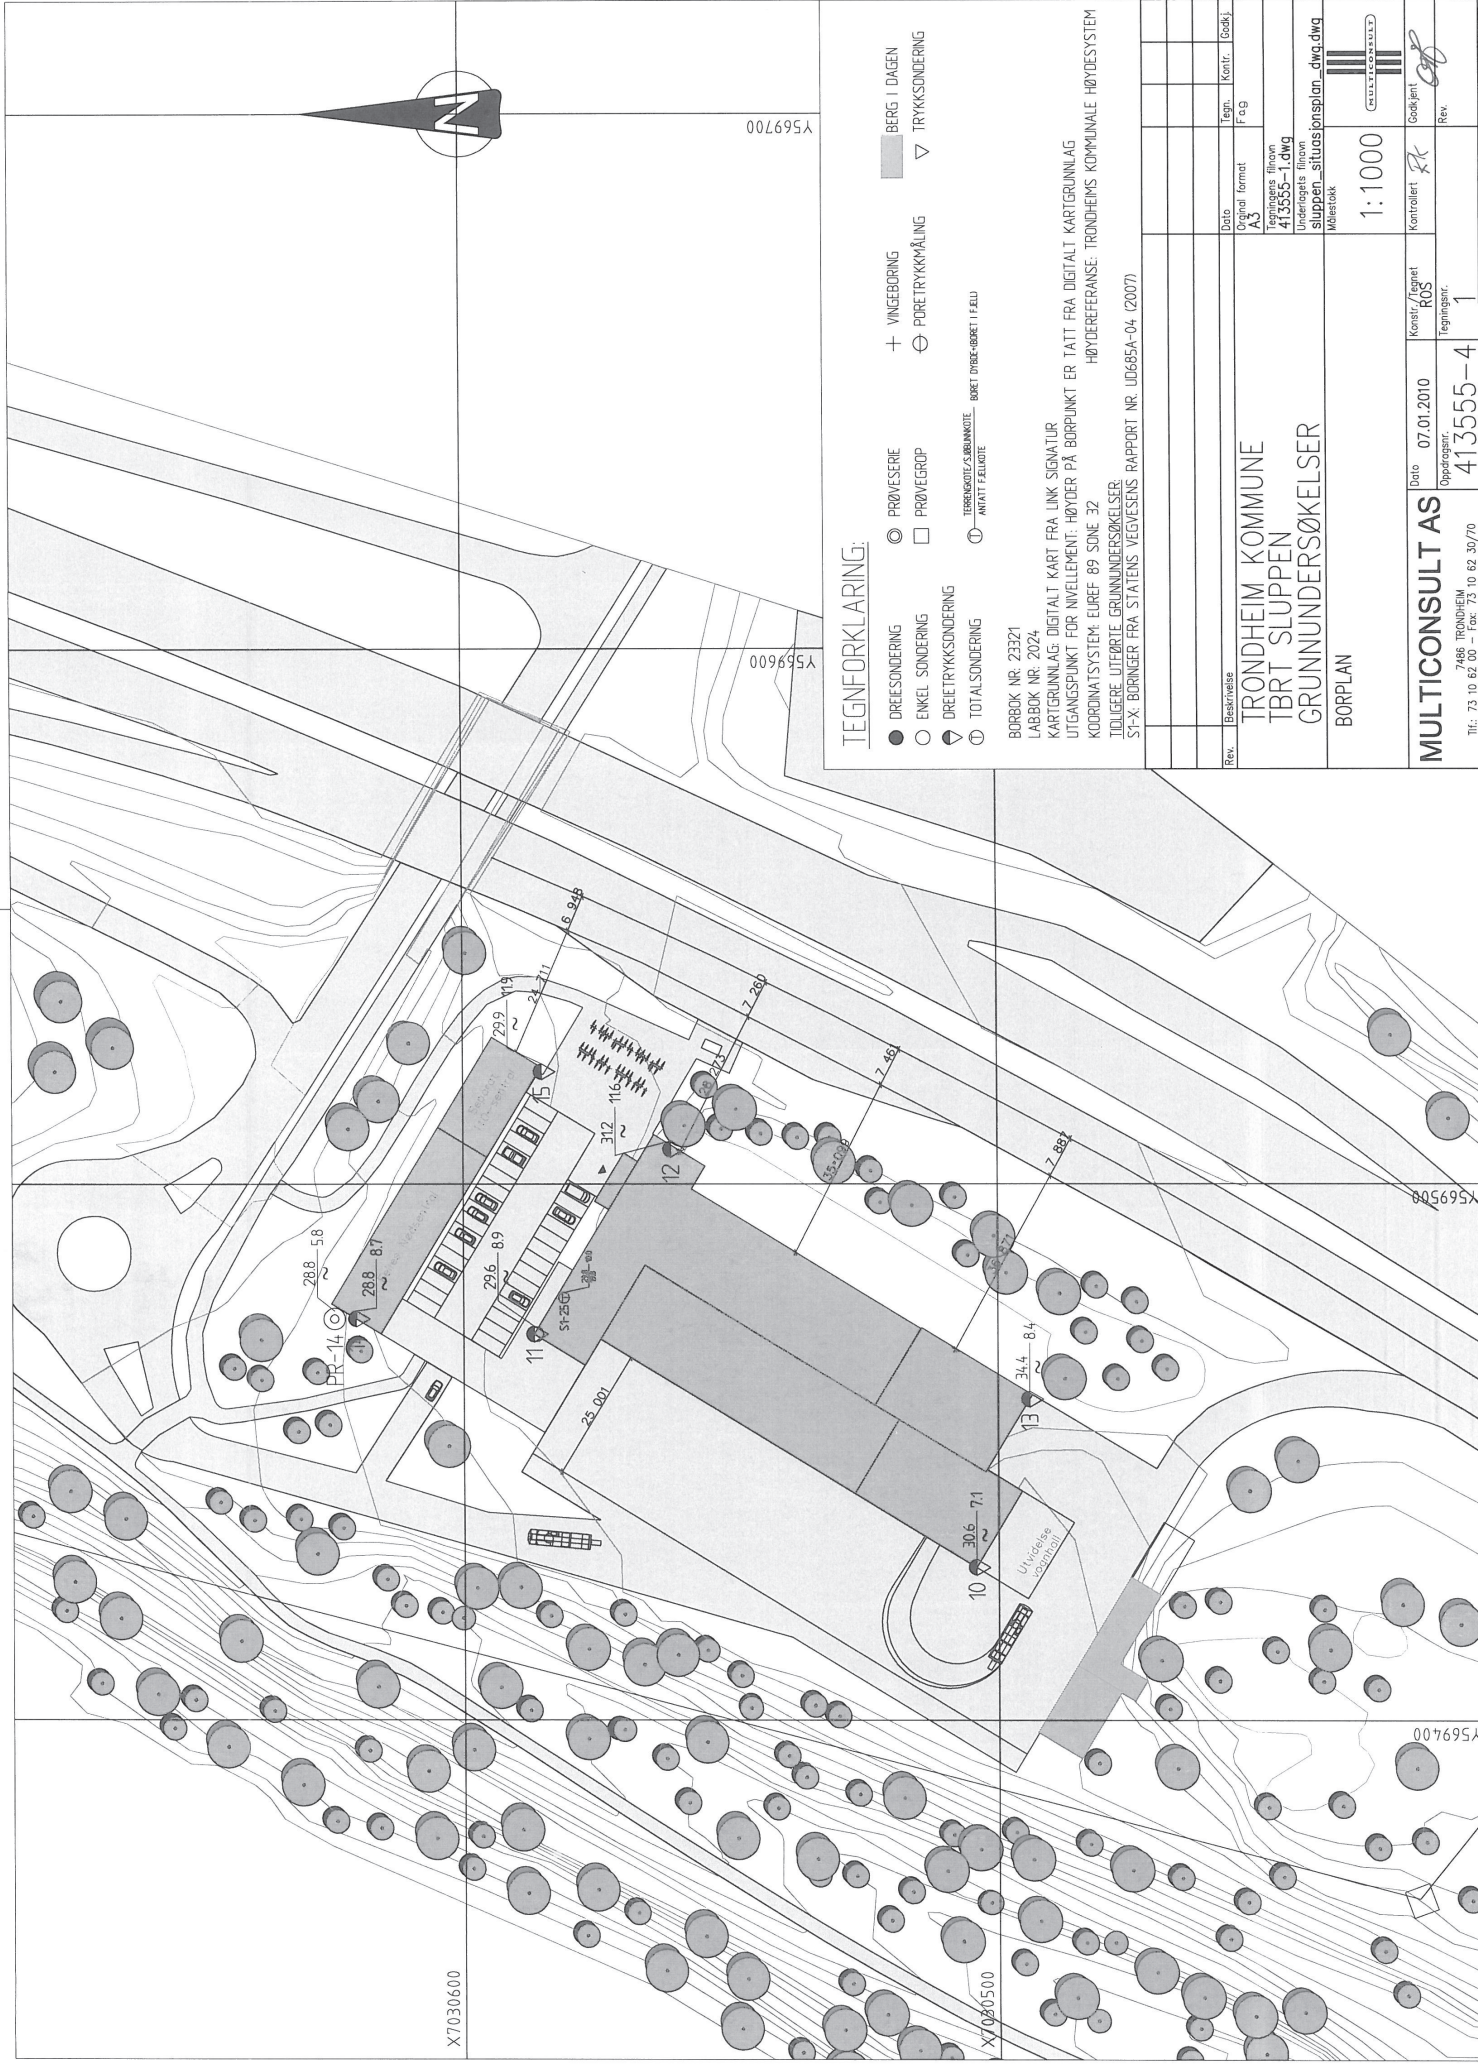 TEGNFORKLARING:
DREIESONDERING
ENKEL SONDERING
DREIETRYKKSONDERING
TOTALSONDERING
PRØVESERIE
PRØVEGROP
TERRENGKOTE/SJØBUNNKOTE
ANTATT FJELLKOTE
BORET DYBDE+(BORET I FJELL)
VINGEBORING
PORETRYKKMÅLING
BERG I DAGEN
TRYKKSONDERING
BORBOK NR: 23321
LABBOK NR: 2024
KARTGRUNNLAG: DIGITALT KART FRA LINK SIGNATUR
UTGANGSPUNKT FOR NIVELLEMENT: HØYDER PÅ BORPUNKT ER TATT FRA DIGITALT KARTGRUNNLAG
KOORDINATSYSTEM: EUREF 89 SONE 32 HØYDEREFERANSE: TRONDHEIMS KOMMUNALE HØYDESYSTEM
TIDLIGERE UTFØRTE GRUNNUNDERSØKELSER:
S1-X: BORINGER FRA STATENS VEGVESENS RAPPORT NR. UD685A-04 (2007)
Rev. Beskrivelse Dato Tegn. Kontr. Godkj.
TRONDHEIM KOMMUNE
TBRT SLUPPEN
GRUNNUNDERSØKELSER
Original format
A3
Fag
Tegningens filnavn
413555-1.dwg
Underlagets filnavn
sluppen_situasjonsplan_dwg.dwg
BORPLAN
Målestokk
1:1000
MULTICONSULT
MULTICONSULT AS
7486 TRONDHEIM
Tlf.: 73 10 62 00 - Fax: 73 10 62 30/70
Dato 07.01.2010
Konstr./Tegnet
ROS
Kontrollert
Godkjent
Oppdragsnr.
413555-4
Tegningsnr.
1
Rev.
N
Y569700
Y569600
Y569500
Y569400
X7030600
X7030500
PR-14
28.8 5.8
28.8 8.7
15
29.9 11.9
24 711
6 948
12
31.2 11.6
28 273
7 260
11
29.6 8.9
S1-25
25 001
7 461
7 887
13
34.4 8.4
10
30.6 7.1
Utvidelse
vognhall